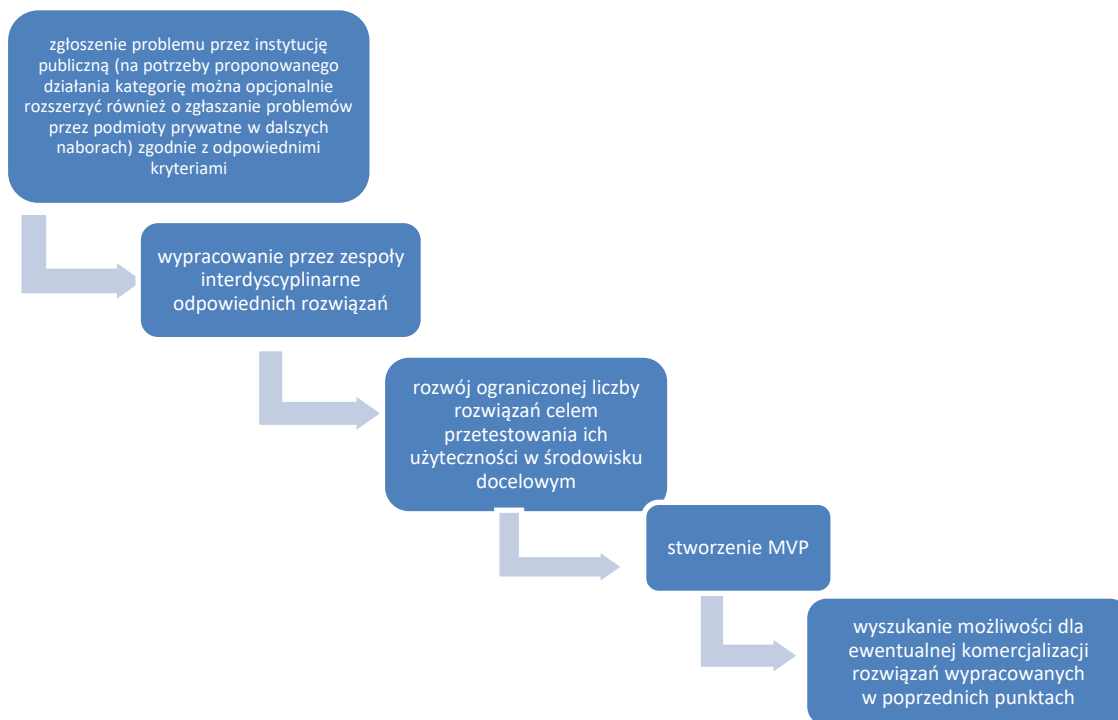 zgłoszenie problemu przez instytucję
publiczną (na potrzeby proponowanego
działania kategorię można opcjonalnie
rozszerzyć również o zgłaszanie problemów
przez podmioty prywatne w dalszych
naborach) zgodnie z odpowiednimi
kryteriami
wypracowanie przez zespoły
interdyscyplinarne
odpowiednich rozwiązań
rozwój ograniczonej liczby
rozwiązań celem
przetestowania ich
użyteczności w środowisku
docelowym
stworzenie MVP
wyszukanie możliwości dla
ewentualnej komercjalizacji
rozwiązań wypracowanych
w poprzednich punktach